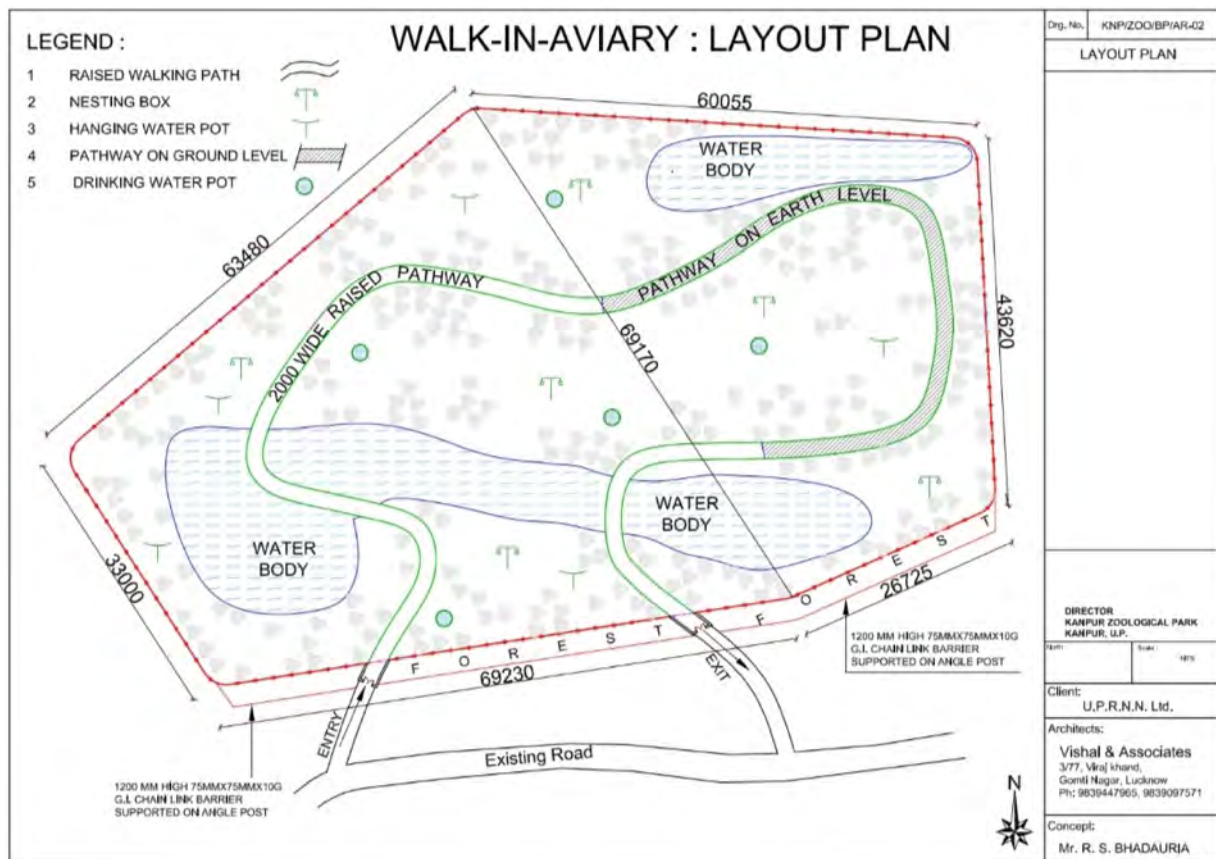 WALK-IN-AVIARY : LAYOUT PLAN
LEGEND :
1 RAISED WALKING PATH
2 NESTING BOX
3 HANGING WATER POT
4 PATHWAY ON GROUND LEVEL
5 DRINKING WATER POT
60055
63480
43620
69170
33000
26725
69230
WATER
BODY
PATHWAY ON EARTH LEVEL
2000 WIDE RAISED PATHWAY
WATER
BODY
WATER
BODY
FOREST
FOREST
ENTRY
EXIT
Existing Road
1200 MM HIGH 75MMX75MMX10G
G.I. CHAIN LINK BARRIER
SUPPORTED ON ANGLE POST
1200 MM HIGH 75MMX75MMX10G
G.I. CHAIN LINK BARRIER
SUPPORTED ON ANGLE POST
N
Drg. No. KNP/ZOO/BP/AR-02
LAYOUT PLAN
DIRECTOR
KANPUR ZOOLOGICAL PARK
KANPUR, U.P.
North Scale :
NTS
Client:
U.P.R.N.N. Ltd.
Architects:
Vishal & Associates
3/77, Viraj khand,
Gomti Nagar, Lucknow
Ph: 9839447965, 9839097571
Concept:
Mr. R. S. BHADAURIA